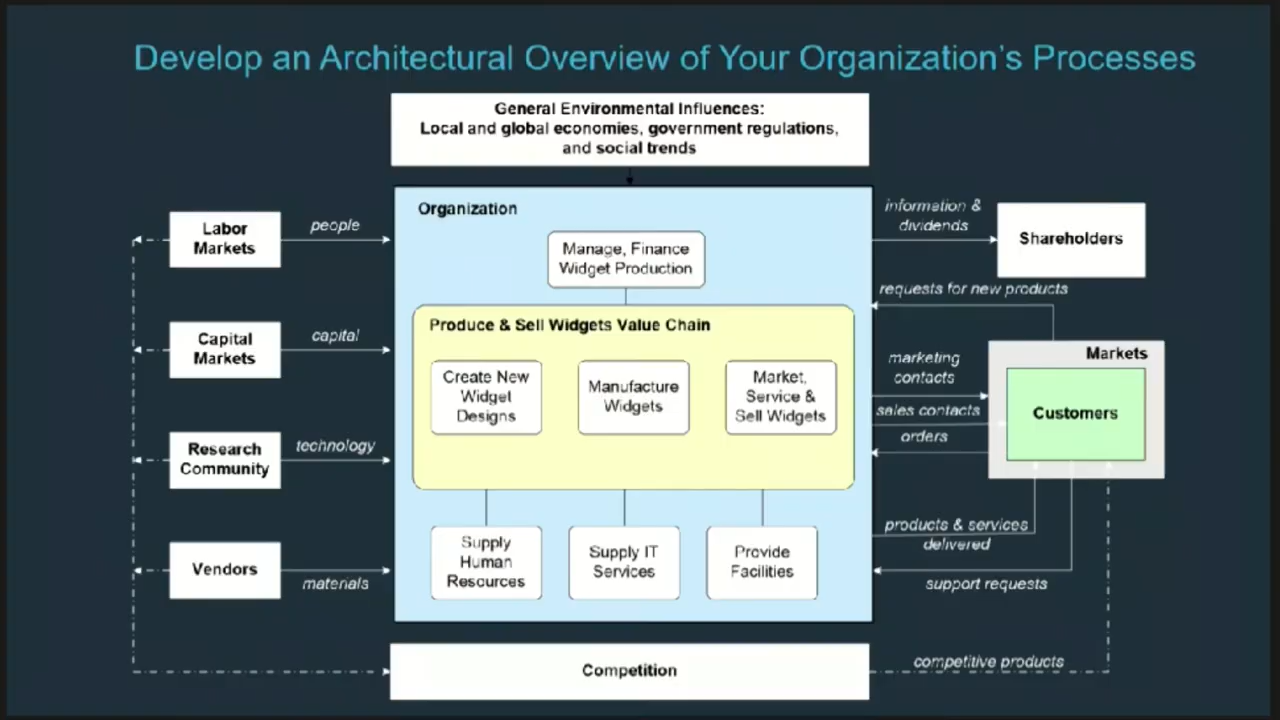 Develop an Architectural Overview of Your Organization's Processes
General Environmental Influences:
Local and global economies, government regulations,
and social trends
Organization
Manage, Finance
Widget Production
Produce & Sell Widgets Value Chain
Create New
Widget
Designs
Manufacture
Widgets
Market,
Service &
Sell Widgets
Supply
Human
Resources
Supply IT
Services
Provide
Facilities
Labor
Markets
people
Capital
Markets
capital
Research
Community
technology
Vendors
materials
information &
dividends
Shareholders
requests for new products
Markets
marketing
contacts
Customers
sales contacts
orders
products & services
delivered
support requests
Competition
competitive products